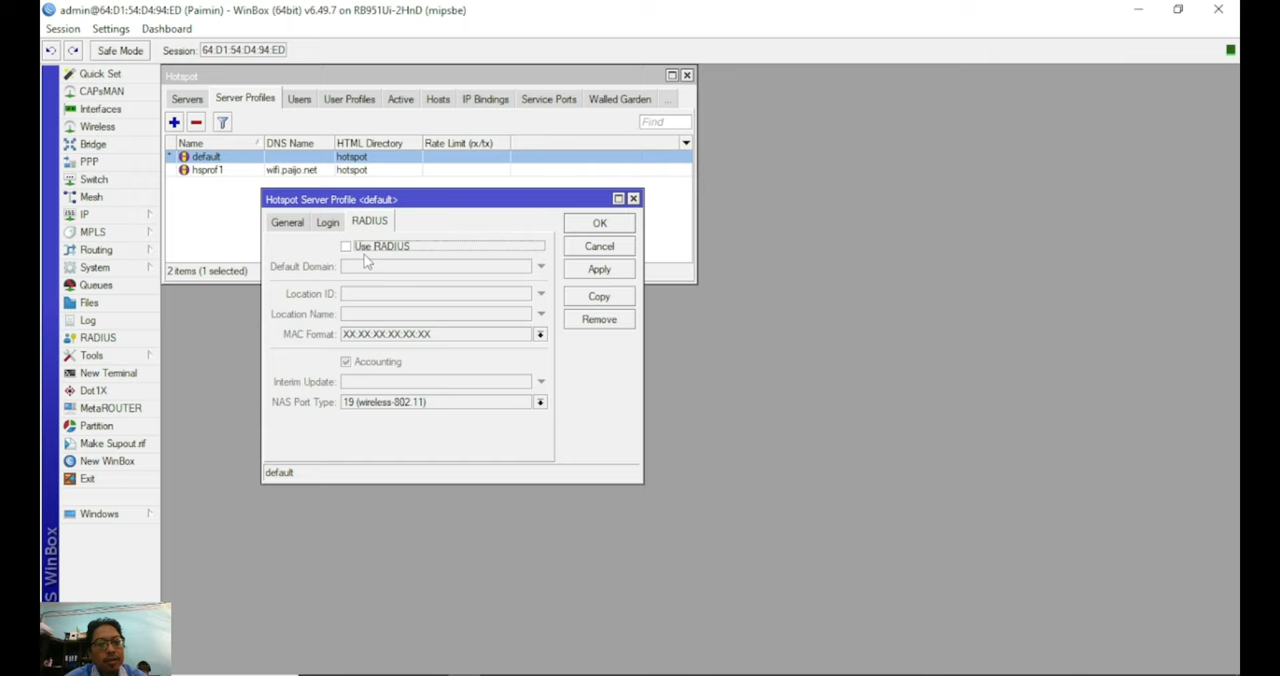 admin@64:D1:54:D4:94:ED (Paimin) - WinBox (64bit) v6.49.7 on RB951Ui-2HnD (mipsbe)
Session Settings Dashboard
Safe Mode Session: 64:D1:54:D4:94:ED
Quick Set
CAPsMAN
Interfaces
Wireless
Bridge
PPP
Switch
Mesh
IP
MPLS
Routing
System
Queues
Files
Log
RADIUS
Tools
New Terminal
Dot1X
MetaROUTER
Partition
Make Supout.rif
New WinBox
Exit
Windows
S WinBox
Hotspot
Servers Server Profiles Users User Profiles Active Hosts IP Bindings Service Ports Walled Garden ...
Find
Name DNS Name HTML Directory Rate Limit (rx/tx)
* default hotspot
hsprof1 wifi.paijo.net hotspot
2 items (1 selected)
Hotspot Server Profile <default>
General Login RADIUS
Use RADIUS
Default Domain:
Location ID:
Location Name:
MAC Format: XX:XX:XX:XX:XX:XX
Accounting
Interim Update:
NAS Port Type: 19 (wireless-802.11)
default
OK
Cancel
Apply
Copy
Remove